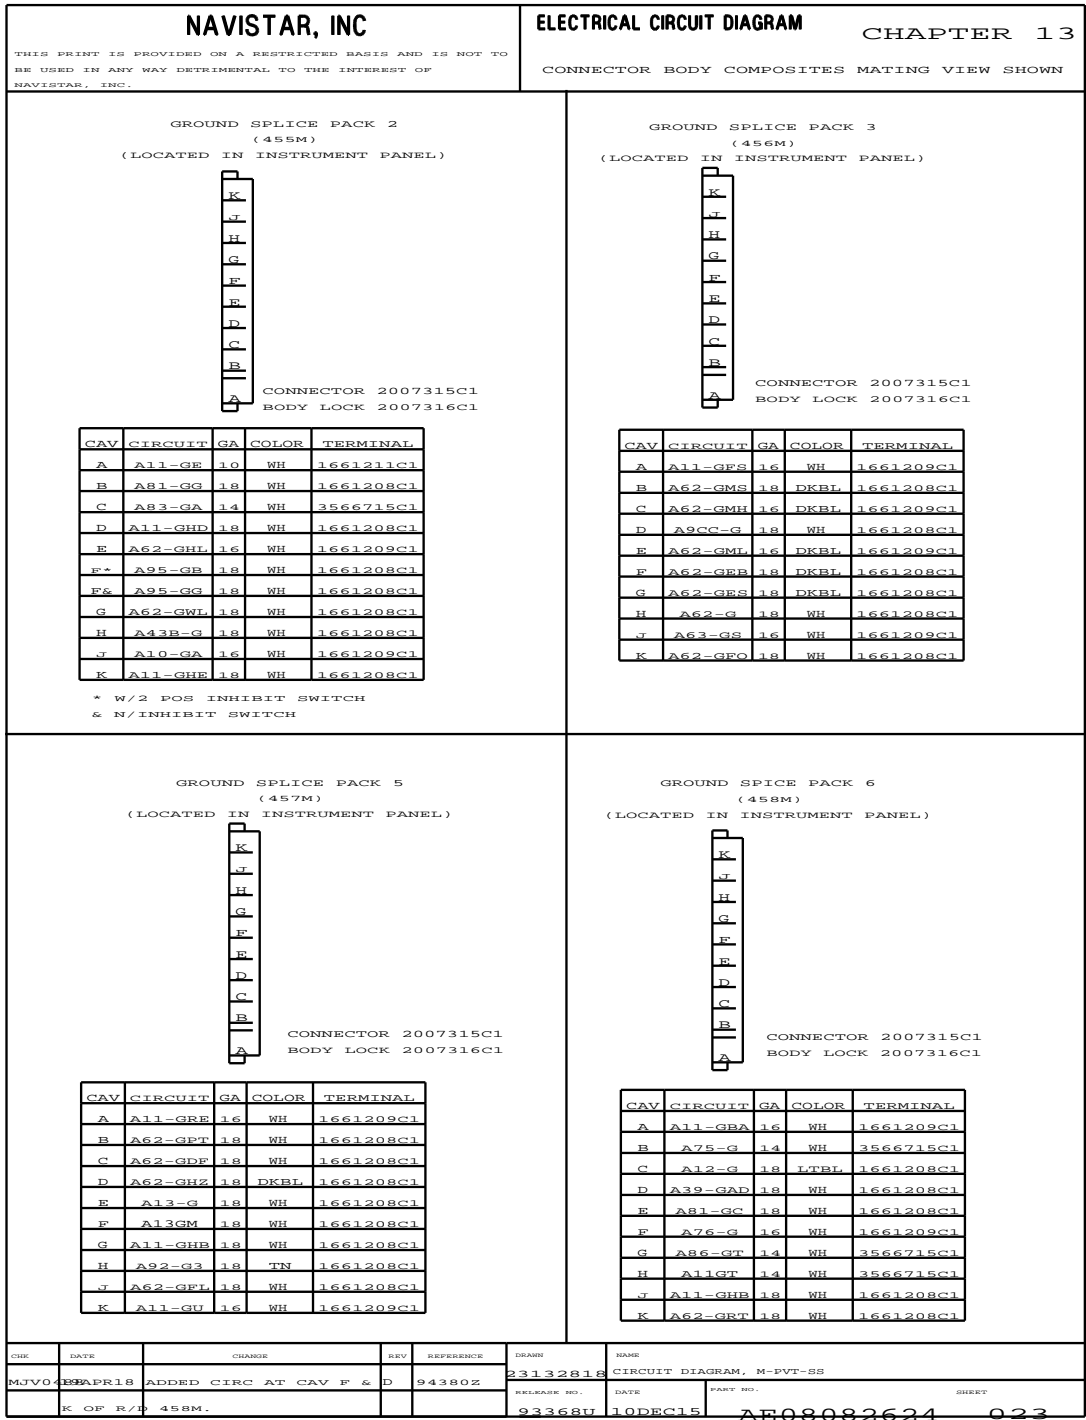 NAVISTAR, INC
THIS PRINT IS PROVIDED ON A RESTRICTED BASIS AND IS NOT TO
BE USED IN ANY WAY DETRIMENTAL TO THE INTEREST OF
NAVISTAR, INC.
ELECTRICAL CIRCUIT DIAGRAM
CHAPTER 13
CONNECTOR BODY COMPOSITES MATING VIEW SHOWN
GROUND SPLICE PACK 2
(455M)
(LOCATED IN INSTRUMENT PANEL)
K
J
H
G
F
E
D
C
B
A
CONNECTOR 2007315C1
BODY LOCK 2007316C1
CAV CIRCUIT GA COLOR TERMINAL
A A11-GE 10 WH 1661211C1
B A81-GG 18 WH 1661208C1
C A83-GA 14 WH 3566715C1
D A11-GHD 18 WH 1661208C1
E A62-GHL 16 WH 1661209C1
F* A95-GB 18 WH 1661208C1
F& A95-GG 18 WH 1661208C1
G A62-GWL 18 WH 1661208C1
H A43B-G 18 WH 1661208C1
J A10-GA 16 WH 1661209C1
K A11-GHE 18 WH 1661208C1
* W/2 POS INHIBIT SWITCH
& N/INHIBIT SWITCH
GROUND SPLICE PACK 3
(456M)
(LOCATED IN INSTRUMENT PANEL)
K
J
H
G
F
E
D
C
B
A
CONNECTOR 2007315C1
BODY LOCK 2007316C1
CAV CIRCUIT GA COLOR TERMINAL
A A11-GFS 16 WH 1661209C1
B A62-GMS 18 DKBL 1661208C1
C A62-GMH 16 DKBL 1661209C1
D A9CC-G 18 WH 1661208C1
E A62-GML 16 DKBL 1661209C1
F A62-GEB 18 DKBL 1661208C1
G A62-GES 18 DKBL 1661208C1
H A62-G 18 WH 1661208C1
J A63-GS 16 WH 1661209C1
K A62-GFO 18 WH 1661208C1
GROUND SPLICE PACK 5
(457M)
(LOCATED IN INSTRUMENT PANEL)
K
J
H
G
F
E
D
C
B
A
CONNECTOR 2007315C1
BODY LOCK 2007316C1
CAV CIRCUIT GA COLOR TERMINAL
A A11-GRE 16 WH 1661209C1
B A62-GPT 18 WH 1661208C1
C A62-GDF 18 WH 1661208C1
D A62-GHZ 18 DKBL 1661208C1
E A13-G 18 WH 1661208C1
F A13GM 18 WH 1661208C1
G A11-GHB 18 WH 1661208C1
H A92-G3 18 TN 1661208C1
J A62-GFL 18 WH 1661208C1
K A11-GU 16 WH 1661209C1
GROUND SPICE PACK 6
(458M)
(LOCATED IN INSTRUMENT PANEL)
K
J
H
G
F
E
D
C
B
A
CONNECTOR 2007315C1
BODY LOCK 2007316C1
CAV CIRCUIT GA COLOR TERMINAL
A A11-GBA 16 WH 1661209C1
B A75-G 14 WH 3566715C1
C A12-G 18 LTBL 1661208C1
D A39-GAD 18 WH 1661208C1
E A81-GC 18 WH 1661208C1
F A76-G 16 WH 1661209C1
G A86-GT 14 WH 3566715C1
H A11GT 14 WH 3566715C1
J A11-GHB 18 WH 1661208C1
K A62-GRT 18 WH 1661208C1
CHK DATE CHANGE REV REFERENCE
ADDED CIRC AT CAV F & D 94380Z
K OF R/D 458M.
DRAWN
23132818
NAME
CIRCUIT DIAGRAM, M-PVT-SS
RELEASE NO.
93368U
DATE
10DEC15
PART NO.
AE08082624
SHEET
023